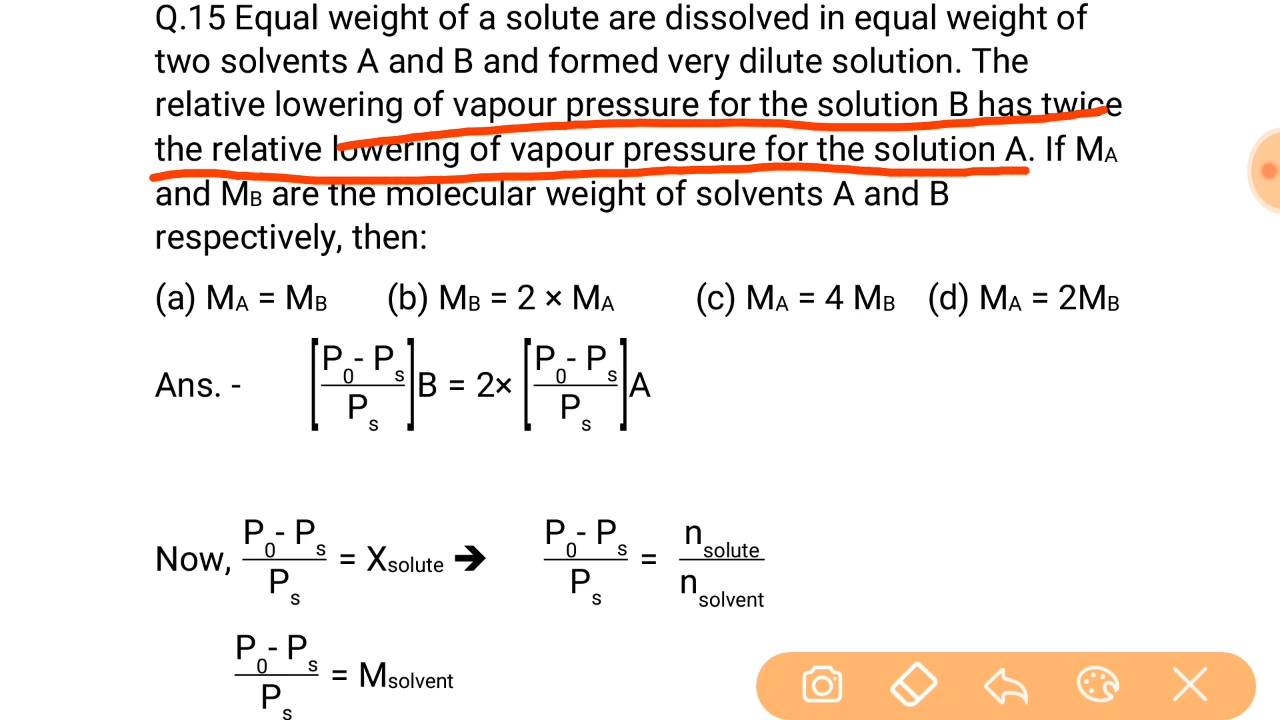 Q.15 Equal weight of a solute are dissolved in equal weight of
two solvents A and B and formed very dilute solution. The
relative lowering of vapour pressure for the solution B has twice
the relative lowering of vapour pressure for the solution A. If MA
and MB are the molecular weight of solvents A and B
respectively, then:
(a) MA = MB (b) MB = 2 × MA (c) MA = 4 MB (d) MA = 2MB
Ans. - [P0 - Ps / Ps]B = 2× [P0 - Ps / Ps]A
Now, P0 - Ps / Ps = Xsolute ➔ P0 - Ps / Ps = nsolute / nsolvent
P0 - Ps / Ps = Msolvent